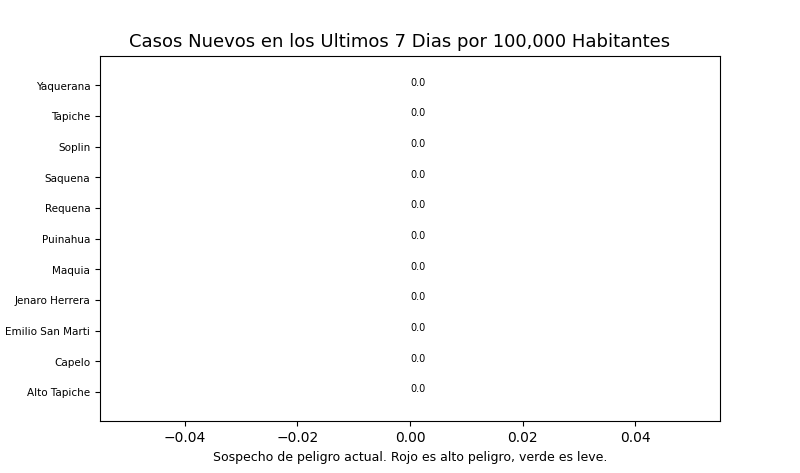 Casos Nuevos en los Ultimos 7 Dias por 100,000 Habitantes
Yaquerana 0.0
Tapiche 0.0
Soplin 0.0
Saquena 0.0
Requena 0.0
Puinahua 0.0
Maquia 0.0
Jenaro Herrera 0.0
Emilio San Marti 0.0
Capelo 0.0
Alto Tapiche 0.0
−0.04 −0.02 0.00 0.02 0.04
Sospecho de peligro actual. Rojo es alto peligro, verde es leve.